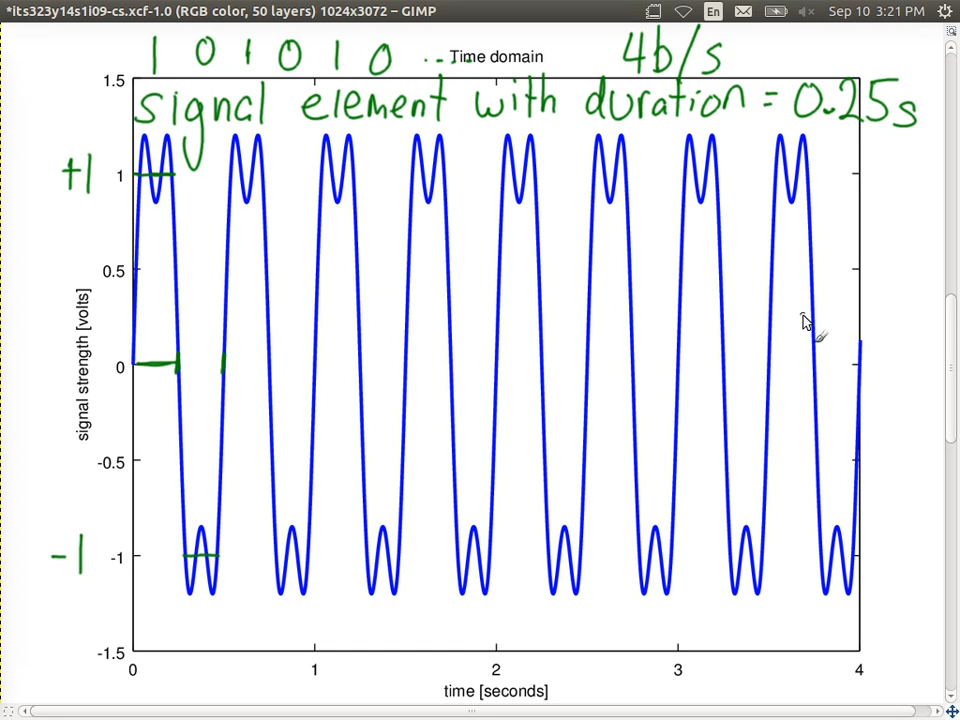 *its323y14s1i09-cs.xcf-1.0 (RGB color, 50 layers) 1024x3072 – GIMP
En
Sep 10 3:21 PM
1 0 1 0 1 0 .....
Time domain
4b/s
signal element with duration = 0.25s
+1
-1
1.5
1
0.5
0
-0.5
-1
-1.5
signal strength [volts]
0 1 2 3 4
time [seconds]